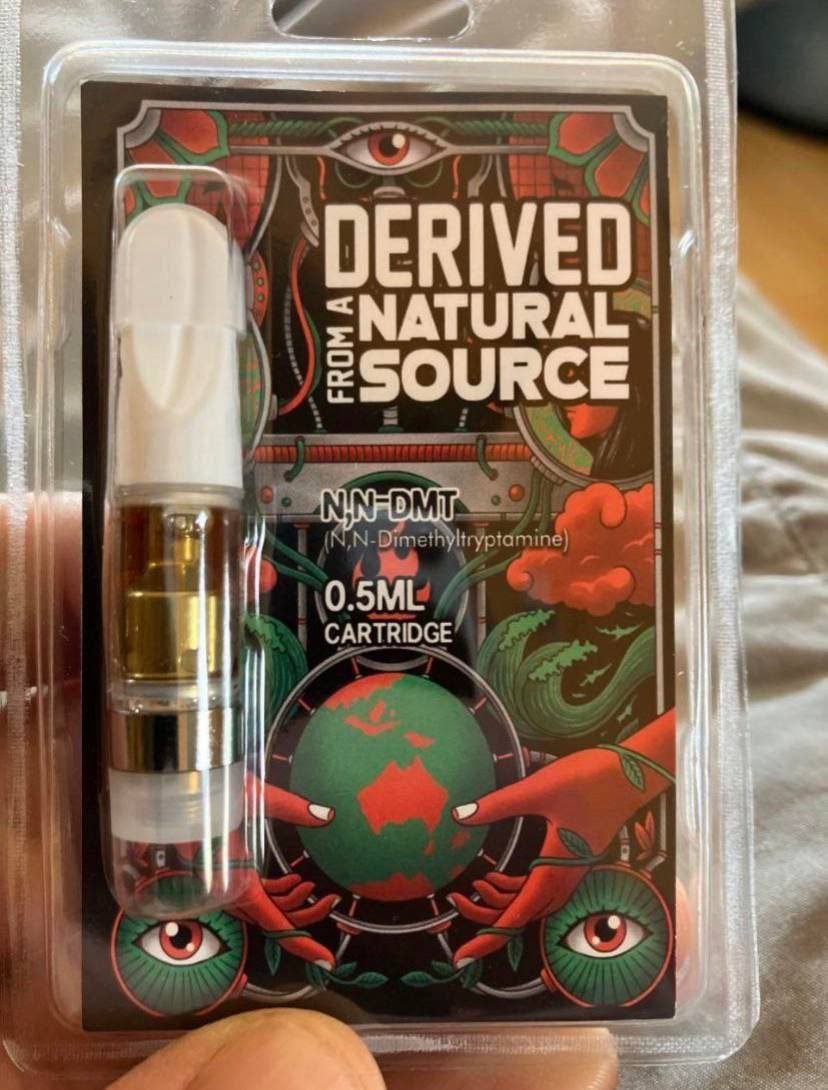 DERIVED
FROM A NATURAL
SOURCE
N,N-DMT
(N,N-Dimethyltryptamine)
0.5ML
CARTRIDGE